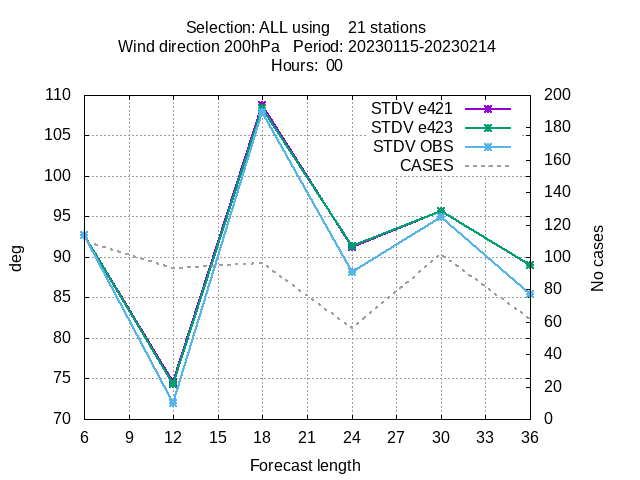 Selection: ALL using    21 stations
Wind direction 200hPa   Period: 20230115-20230214
Hours:  00
STDV e421
STDV e423
STDV OBS
CASES
110
105
100
95
90
85
80
75
70
200
180
160
140
120
100
80
60
40
20
0
deg
No cases
6 9 12 15 18 21 24 27 30 33 36
Forecast length